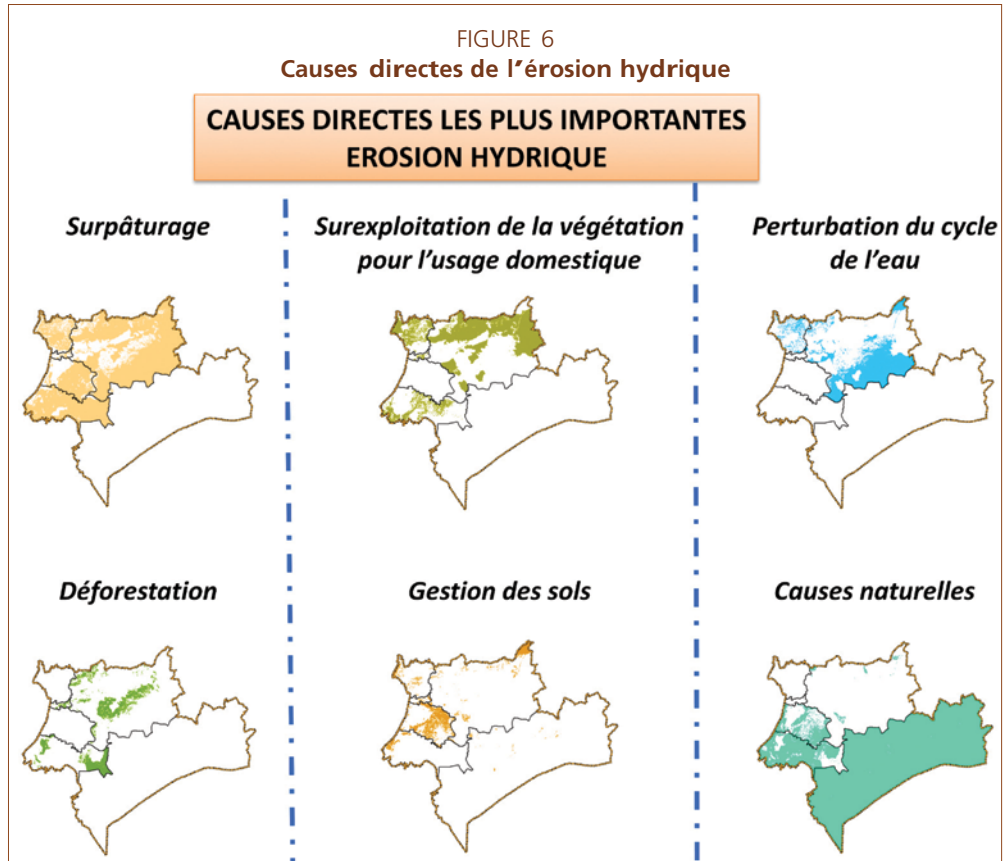 FIGURE 6
Causes directes de l'érosion hydrique
CAUSES DIRECTES LES PLUS IMPORTANTES
EROSION HYDRIQUE
Surpâturage
Surexploitation de la végétation
pour l'usage domestique
Perturbation du cycle
de l'eau
Déforestation
Gestion des sols
Causes naturelles